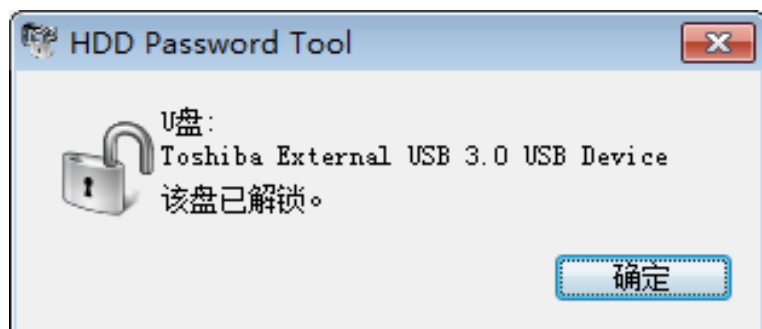 HDD Password Tool
U盘:
Toshiba External USB 3.0 USB Device
该盘已解锁。
确定